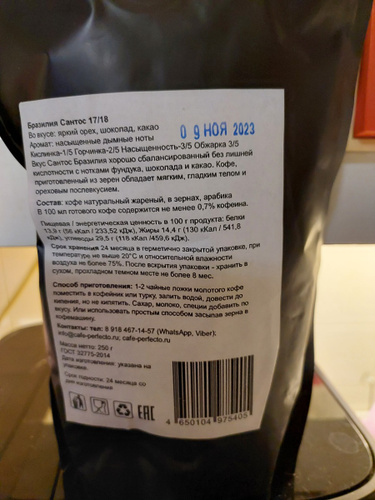 Бразилия Сантос 17/18
Во вкусе: яркий орех, шоколад, какао
Аромат: насыщенные дымные ноты
0 9 НОЯ 2023
Кислинка-1/5 Горчинка-2/5 Насыщенность-3/5 Обжарка 3/5
Вкус Сантос Бразилия хорошо сбалансированный без лишней
кислотности с нотками фундука, шоколада и какао. Кофе,
приготовленный из зерен обладает мягким, гладким телом и
ореховым послевкусием.
Состав: кофе натуральный жареный, в зернах, арабика
В 100 мл готового кофе содержится не менее 0,7% кофеина.
Пищевая и энергетическая ценность в 100 г продукта: белки
13,9 г (56 кКал / 233,52 кДж), Жиры 14,4 г (130 кКал / 541,8
кДж), углеводы 29,5 г (118 кКал /459,6 кДж).
Срок хранения 24 месяца в герметично закрытой упаковке, при
температуре не выше 20°С и относительной влажности
воздуха не более 75%. После вскрытия упаковки - хранить в
сухом, прохладном темном месте не более 8 мес.
Способ приготовления: 1-2 чайные ложки молотого кофе
поместить в кофейник или турку, залить водой, довести до
кипения, но не кипятить. Сахар, молоко, специи добавить по
вкусу. Или использовать простым способом засыпав зерна в
кофемашину.
Контакты: тел: 8 918 467-14-57 (WhatsApp, Viber);
info@cafe-perfecto.ru; cafe-perfecto.ru
Масса нетто: 250 г
ГОСТ 32775-2014
Дата изготовления: указана на
упаковке.
Срок годности: 24 месяца со
дня изготовления
EAC
4 650104 975405